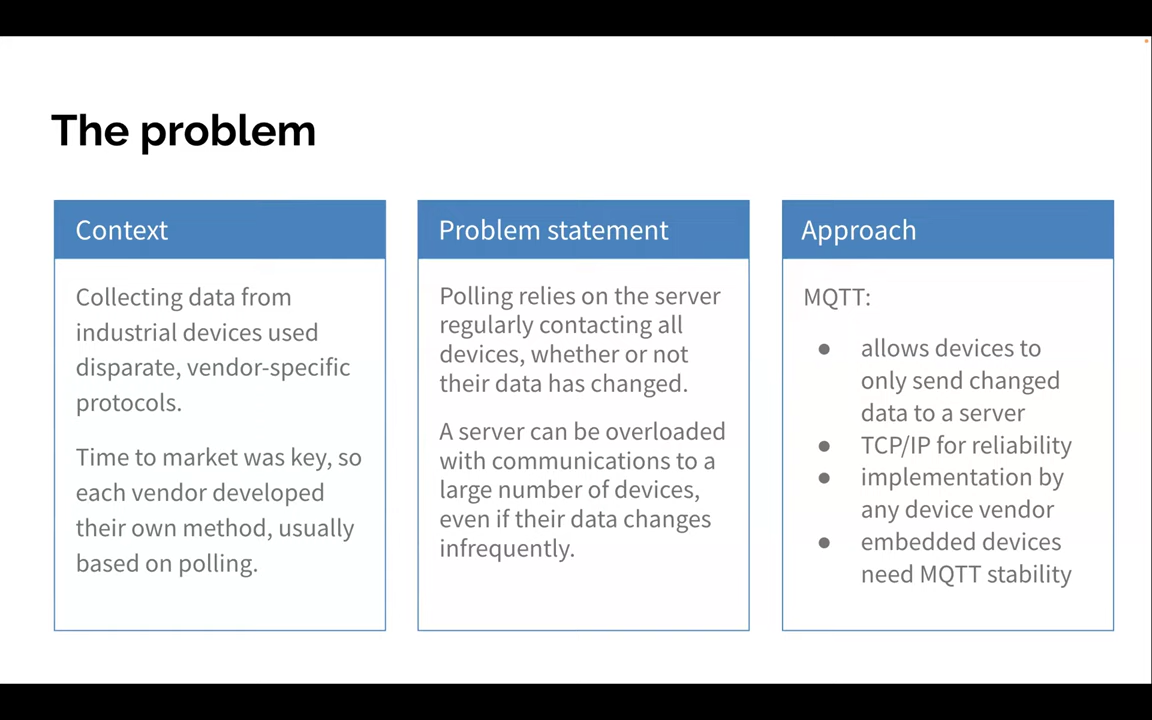 The problem
Context
Collecting data from
industrial devices used
disparate, vendor-specific
protocols.
Time to market was key, so
each vendor developed
their own method, usually
based on polling.
Problem statement
Polling relies on the server
regularly contacting all
devices, whether or not
their data has changed.
A server can be overloaded
with communications to a
large number of devices,
even if their data changes
infrequently.
Approach
MQTT:
● allows devices to
only send changed
data to a server
● TCP/IP for reliability
● implementation by
any device vendor
● embedded devices
need MQTT stability